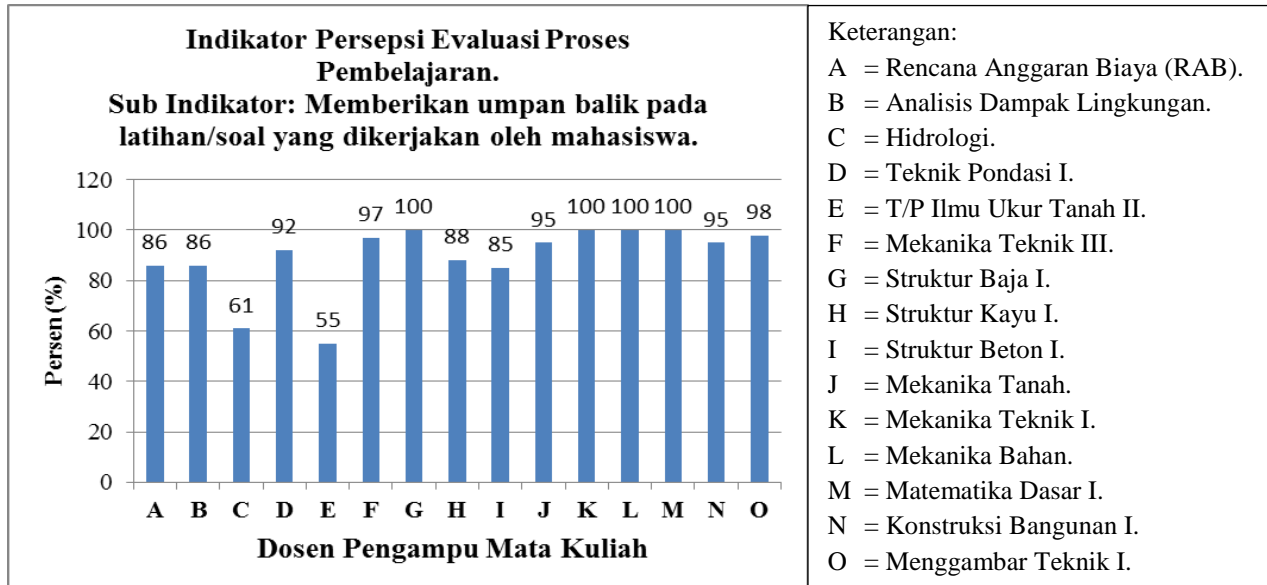 Indikator Persepsi Evaluasi Proses
Pembelajaran.
Sub Indikator: Memberikan umpan balik pada
latihan/soal yang dikerjakan oleh mahasiswa.
Persen (%)
120
100
80
60
40
20
0
86
86
61
92
55
97
100
88
85
95
100
100
100
95
98
A B C D E F G H I J K L M N O
Dosen Pengampu Mata Kuliah
Keterangan:
A = Rencana Anggaran Biaya (RAB).
B = Analisis Dampak Lingkungan.
C = Hidrologi.
D = Teknik Pondasi I.
E = T/P Ilmu Ukur Tanah II.
F = Mekanika Teknik III.
G = Struktur Baja I.
H = Struktur Kayu I.
I = Struktur Beton I.
J = Mekanika Tanah.
K = Mekanika Teknik I.
L = Mekanika Bahan.
M = Matematika Dasar I.
N = Konstruksi Bangunan I.
O = Menggambar Teknik I.